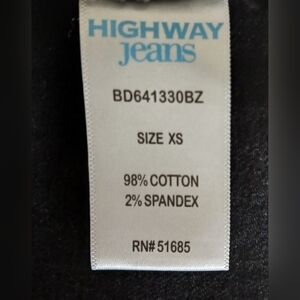 HIGHWAY
jeans
BD641330BZ
SIZE XS
98% COTTON
2% SPANDEX
RN# 51685